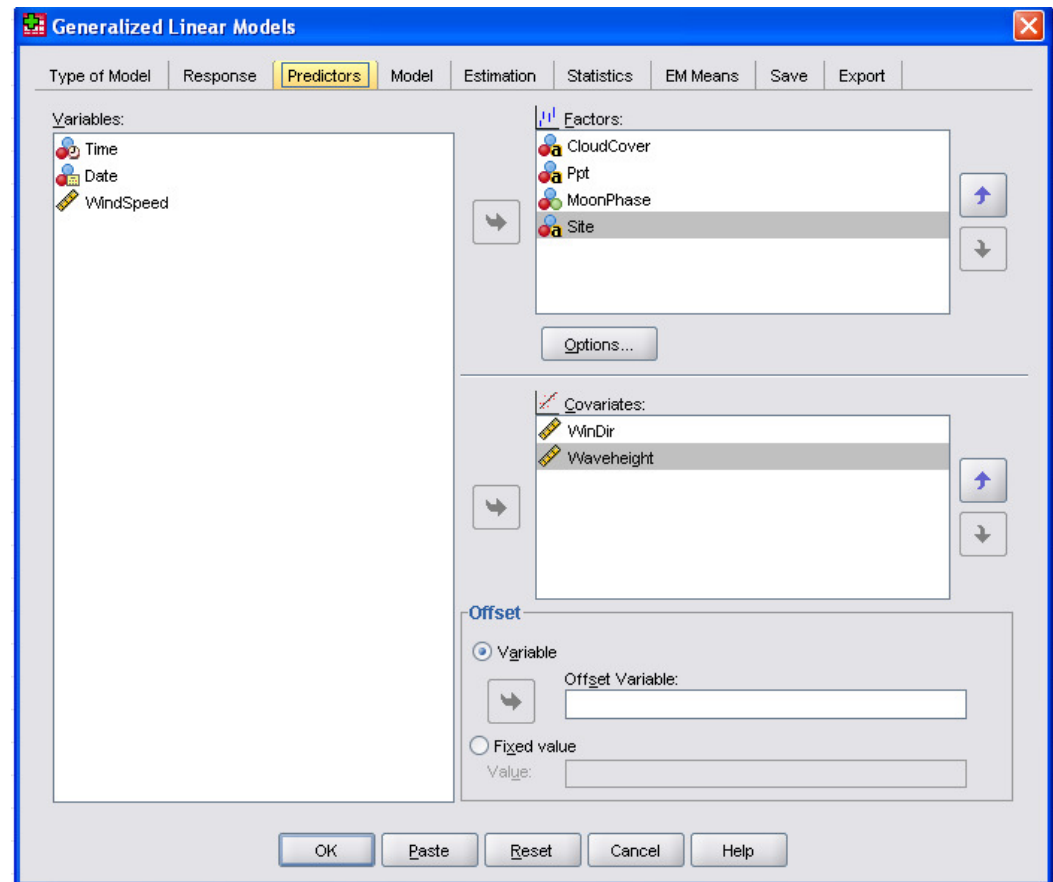 Generalized Linear Models
Type of Model Response Predictors Model Estimation Statistics EM Means Save Export
Variables:
Time
Date
WindSpeed
Factors:
CloudCover
Ppt
MoonPhase
Site
Options...
Covariates:
WinDir
Waveheight
Offset
Variable
Offset Variable:
Fixed value
Value:
OK Paste Reset Cancel Help